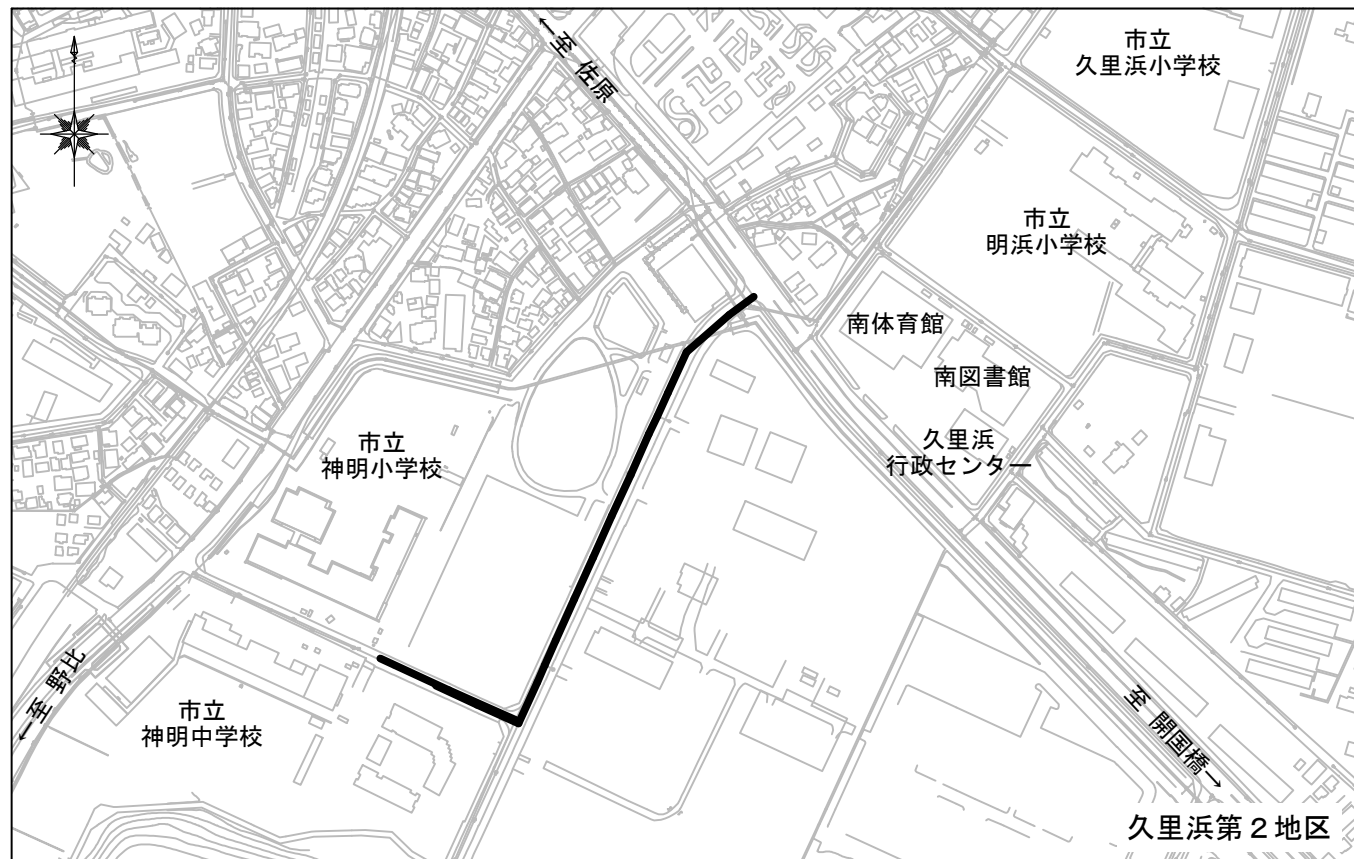 ←至 佐原
市立
久里浜小学校
市立
明浜小学校
南体育館
南図書館
久里浜
行政センター
市立
神明小学校
←至 野比
市立
神明中学校
至 開国橋→
久里浜第２地区